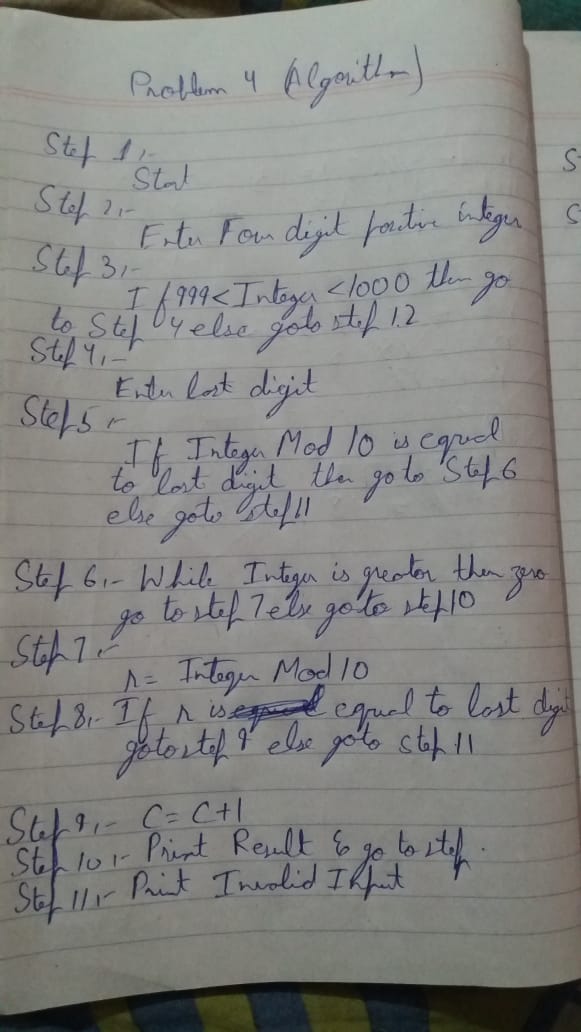 Problem 4 (Algorithm)
Step 1:-
Start
Step 2:-
Enter Four digit positive integer
Step 3:-
If 999 < Integer < 1000 then go
to Step 4 else goto step 12
Step 4:-
Enter last digit
Step 5:-
If Integer Mod 10 is equal
to last digit then go to Step 6
else goto step 11
Step 6:- While Integer is greater then zero
go to step 7 else goto step 10
Step 7:-
r = Integer Mod 10
Step 8:- If r is equal to last digit
goto step 9 else goto step 11
Step 9:- C = C+1
Step 10:- Print Result & go to step.
Step 11:- Print Invalid Input
S
S